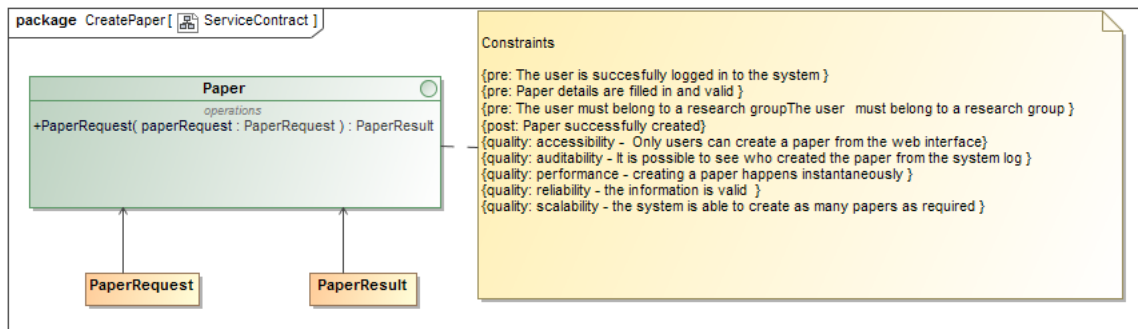 package CreatePaper [ ServiceContract ]
Paper
operations
+PaperRequest( paperRequest : PaperRequest ) : PaperResult
PaperRequest
PaperResult
Constraints
{pre: The user is succesfully logged in to the system }
{pre: Paper details are filled in and valid }
{pre: The user must belong to a research groupThe user must belong to a research group }
{post: Paper successfully created}
{quality: accessibility - Only users can create a paper from the web interface}
{quality: auditability - It is possible to see who created the paper from the system log }
{quality: performance - creating a paper happens instantaneously }
{quality: reliability - the information is valid }
{quality: scalability - the system is able to create as many papers as required }